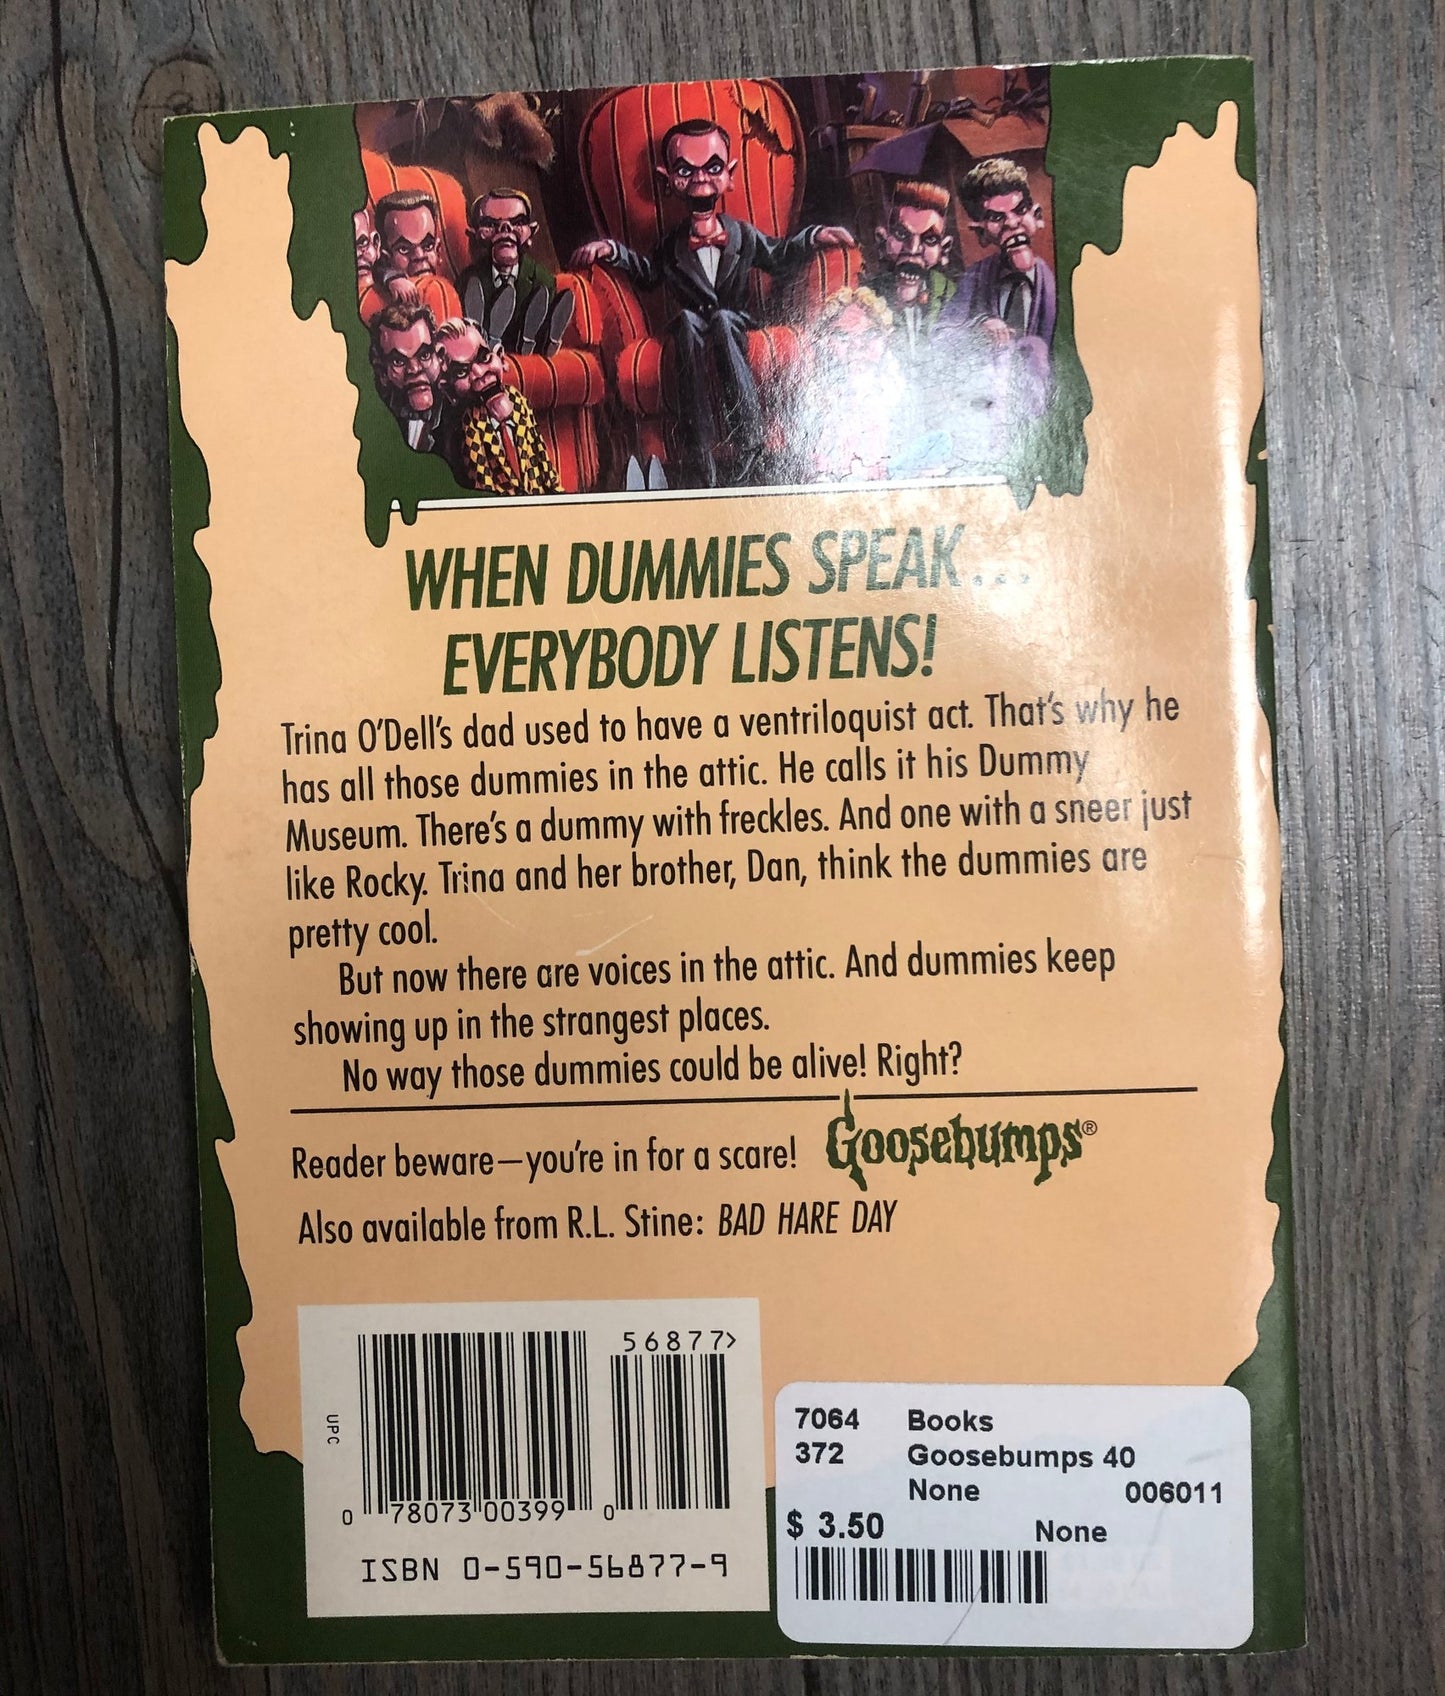 WHEN DUMMIES SPEAK...
EVERYBODY LISTENS!
Trina O'Dell's dad used to have a ventriloquist act. That's why he
has all those dummies in the attic. He calls it his Dummy
Museum. There's a dummy with freckles. And one with a sneer just
like Rocky. Trina and her brother, Dan, think the dummies are
pretty cool.
But now there are voices in the attic. And dummies keep
showing up in the strangest places.
No way those dummies could be alive! Right?
Reader beware—you're in for a scare! Goosebumps®
Also available from R.L. Stine: BAD HARE DAY
56877>
UPC
0 78073 00399 0
ISBN 0-590-56877-9
7064 Books
372 Goosebumps 40
None 006011
$ 3.50 None